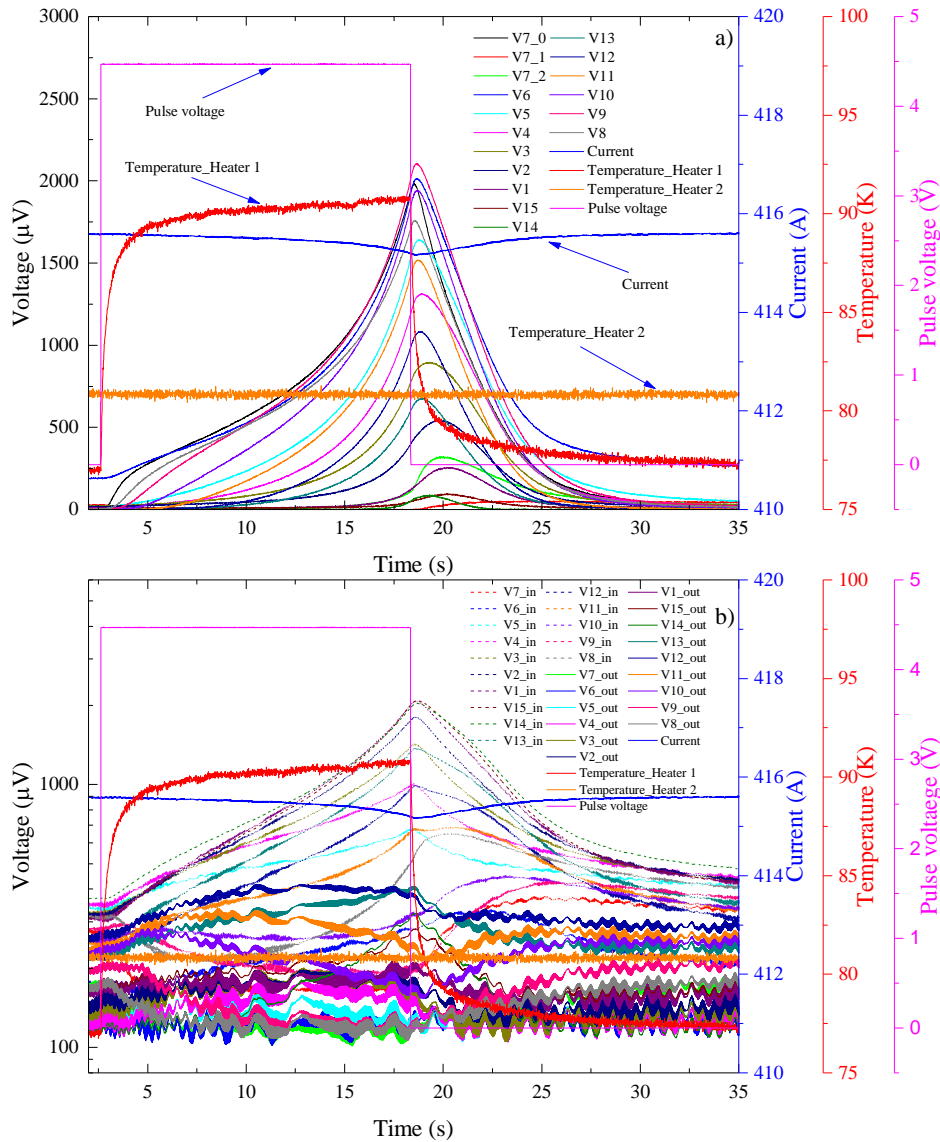 a)
V7_0 V13
V7_1 V12
V7_2 V11
V6 V10
V5 V9
V4 V8
V3 Current
V2 Temperature_Heater 1
V1 Temperature_Heater 2
V15 Pulse voltage
V14
Pulse voltage
Temperature_Heater 1
Current
Temperature_Heater 2
Voltage (µV)
3000
2500
2000
1500
1000
500
0
5 10 15 20 25 30 35
Time (s)
Current (A)
420
418
416
414
412
410
Temperature (K)
100
95
90
85
80
75
Pulse voltage (V)
5
4
3
2
1
0
b)
V7_in V12_in V1_out
V6_in V11_in V15_out
V5_in V10_in V14_out
V4_in V9_in V13_out
V3_in V8_in V12_out
V2_in V7_out V11_out
V1_in V6_out V10_out
V15_in V5_out V9_out
V14_in V4_out V8_out
V13_in V3_out Current
V2_out
Temperature_Heater 1
Temperature_Heater 2
Pulse voltage
Voltage (µV)
1000
100
5 10 15 20 25 30 35
Time (s)
Current (A)
420
418
416
414
412
410
Temperature (K)
100
95
90
85
80
75
Pulse voltaege (V)
5
4
3
2
1
0